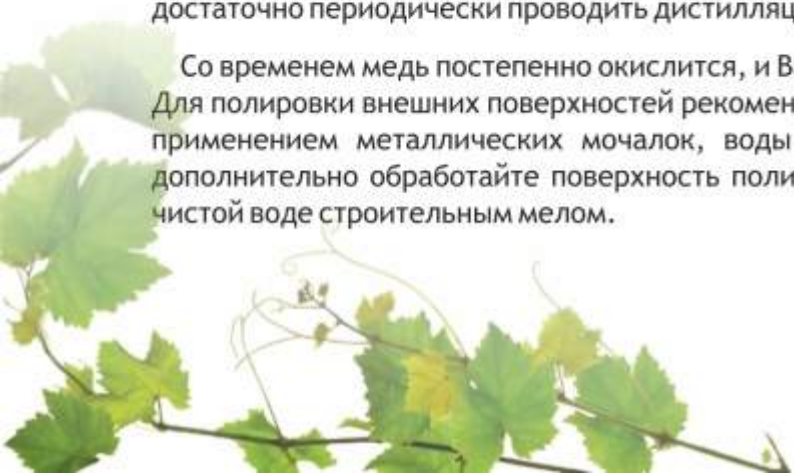 достаточно периодически проводить дистилляц
Со временем медь постепенно окислится, и В
Для полировки внешних поверхностей рекомен
применением металлических мочалок, воды
дополнительно обработайте поверхность поли
чистой воде строительным мелом.